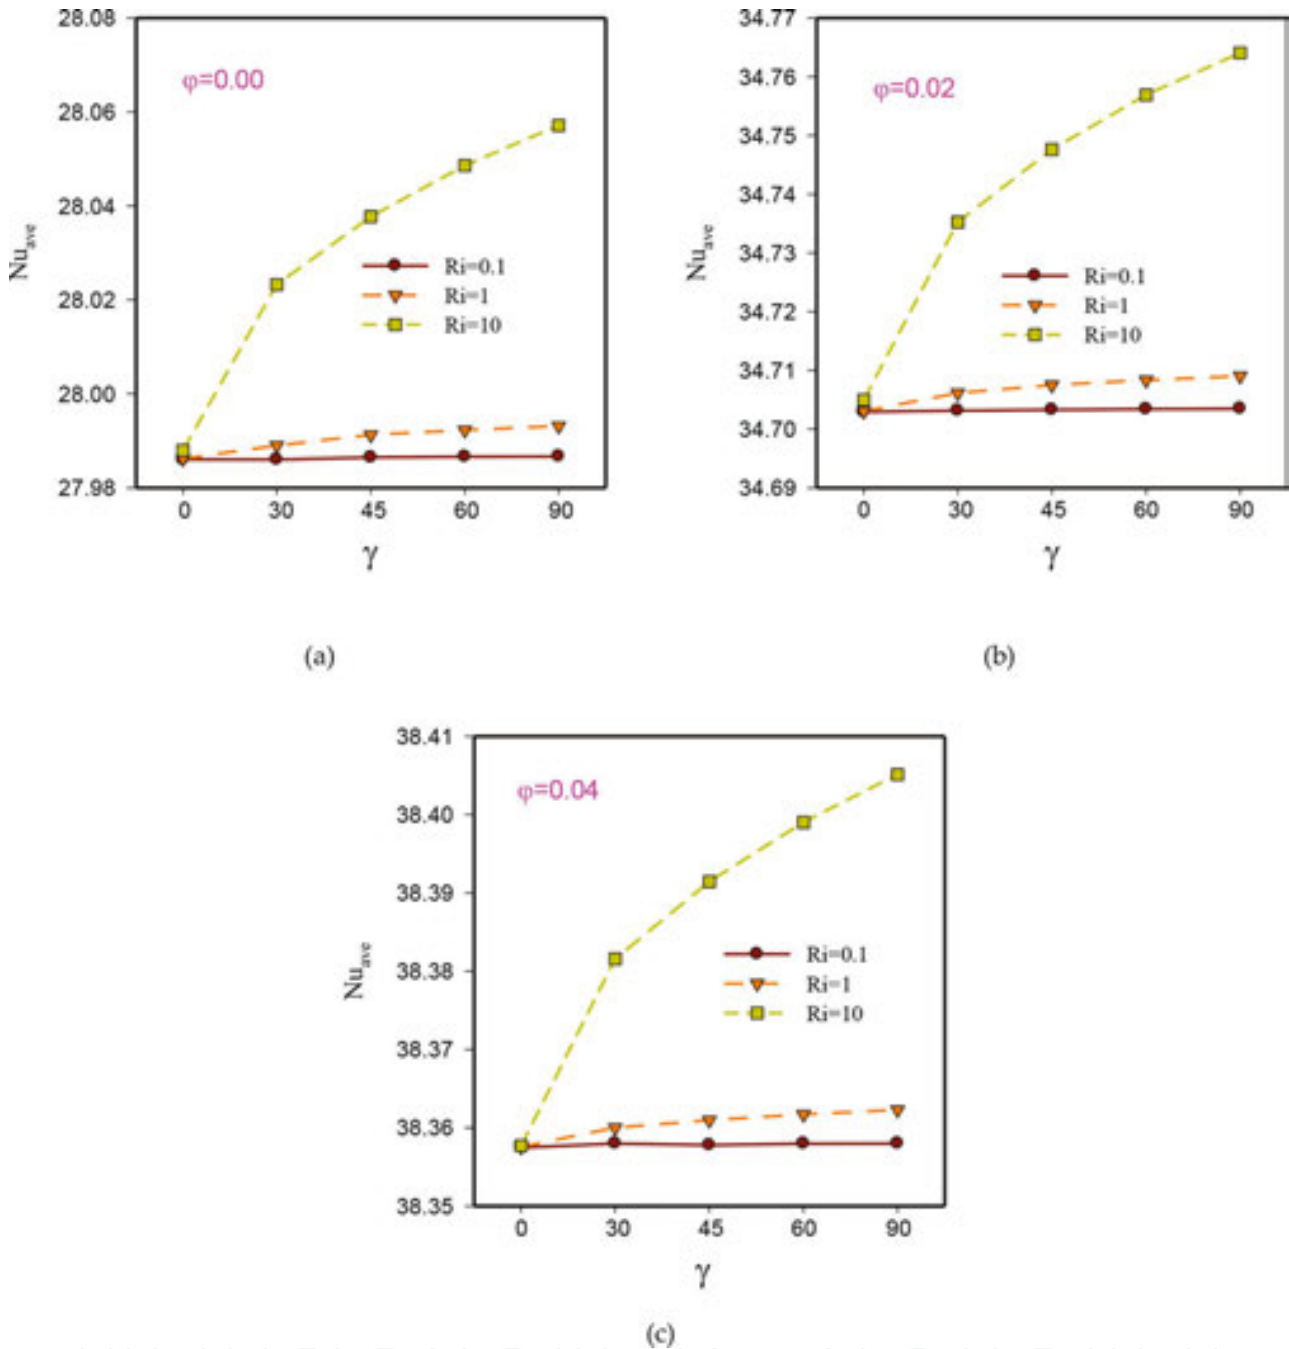 28.08
28.06
28.04
28.02
28.00
27.98
Nu_ave
φ=0.00
Ri=0.1
Ri=1
Ri=10
0 30 45 60 90
γ
(a)
34.77
34.76
34.75
34.74
34.73
34.72
34.71
34.70
34.69
Nu_ave
φ=0.02
Ri=0.1
Ri=1
Ri=10
0 30 45 60 90
γ
(b)
38.41
38.40
38.39
38.38
38.37
38.36
38.35
Nu_ave
φ=0.04
Ri=0.1
Ri=1
Ri=10
0 30 45 60 90
γ
(c)